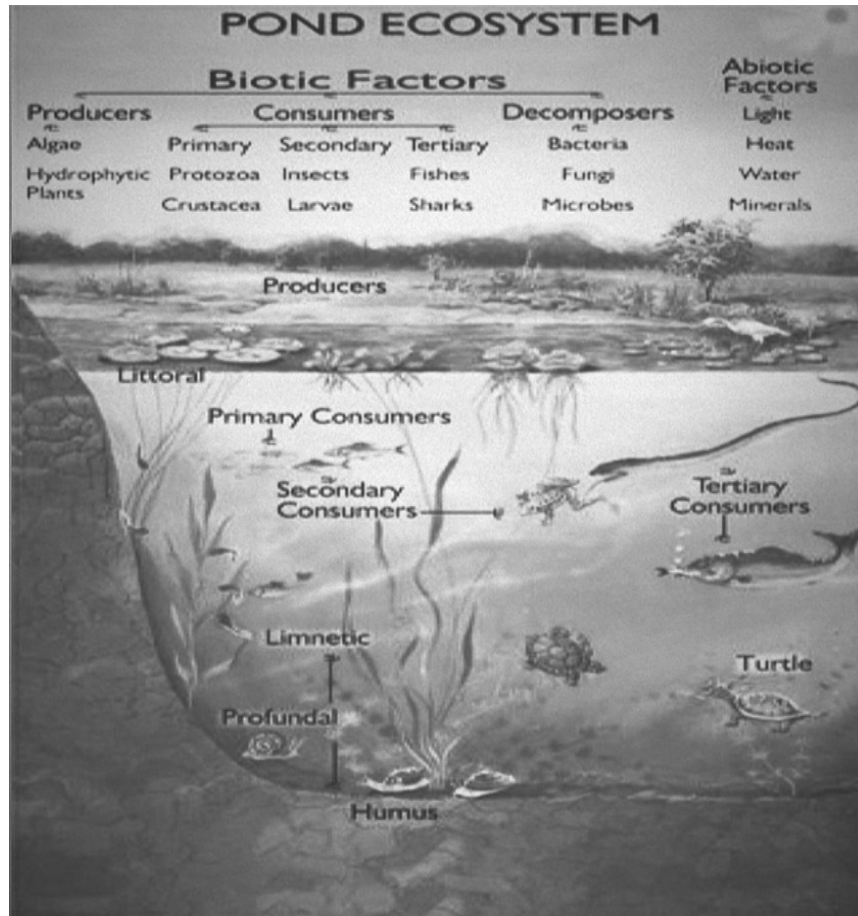 POND ECOSYSTEM
Biotic Factors
Abiotic
Factors
Producers
Consumers
Decomposers
Light
Algae
Primary
Secondary
Tertiary
Bacteria
Heat
Hydrophytic
Plants
Protozoa
Insects
Fishes
Fungi
Water
Crustacea
Larvae
Sharks
Microbes
Minerals
Producers
Littoral
Primary Consumers
Secondary
Consumers
Tertiary
Consumers
Limnetic
Turtle
Profundal
Humus